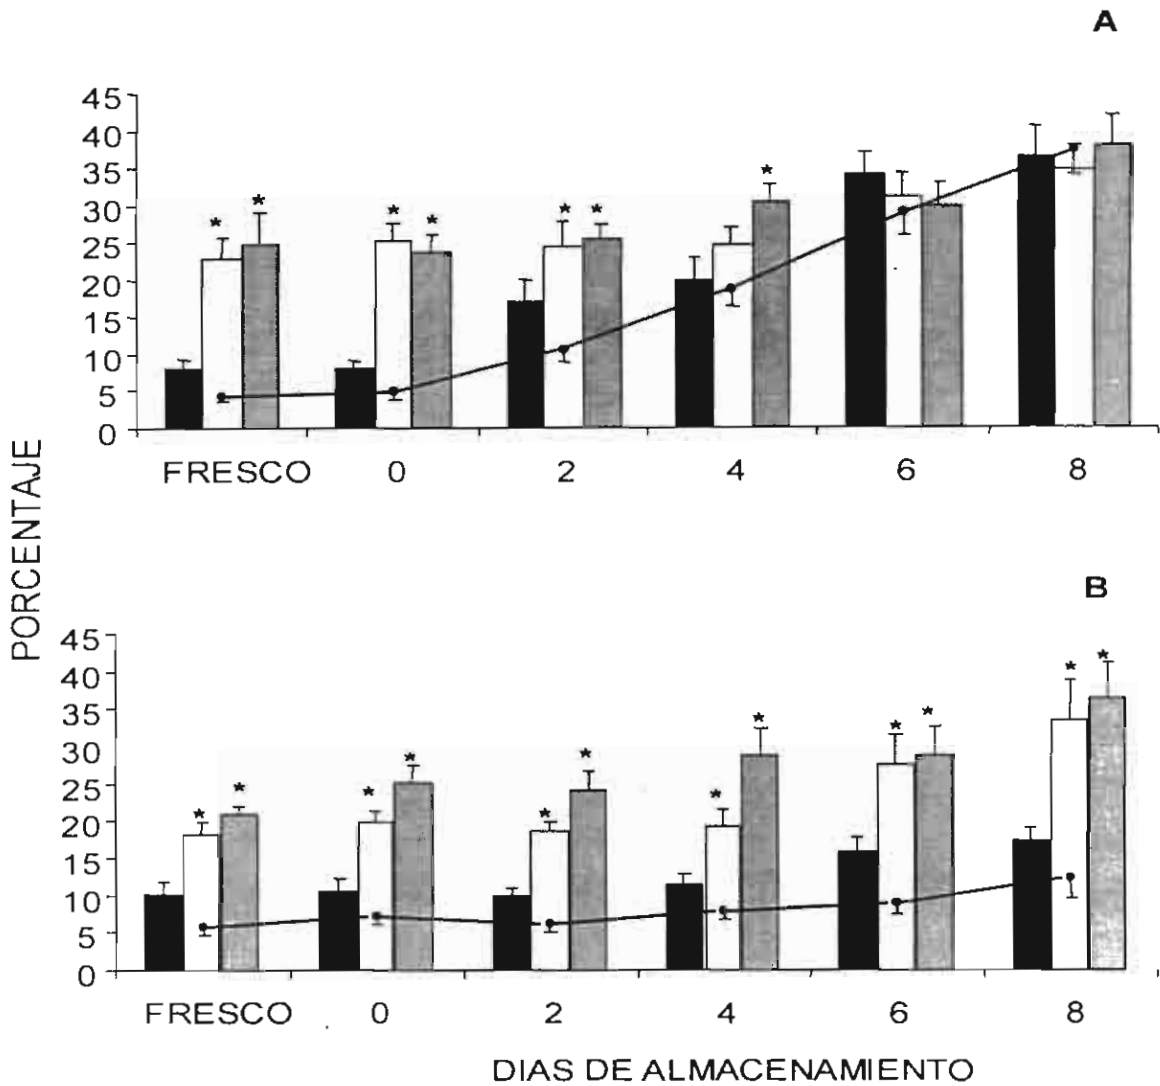 A
45
40
35
30
25
20
15
10
5
0
* * * * * * *
FRESCO 0 2 4 6 8
PORCENTAJE
B
45
40
35
30
25
20
15
10
5
0
* * * * * * * * * * * *
FRESCO 0 2 4 6 8
DIAS DE ALMACENAMIENTO